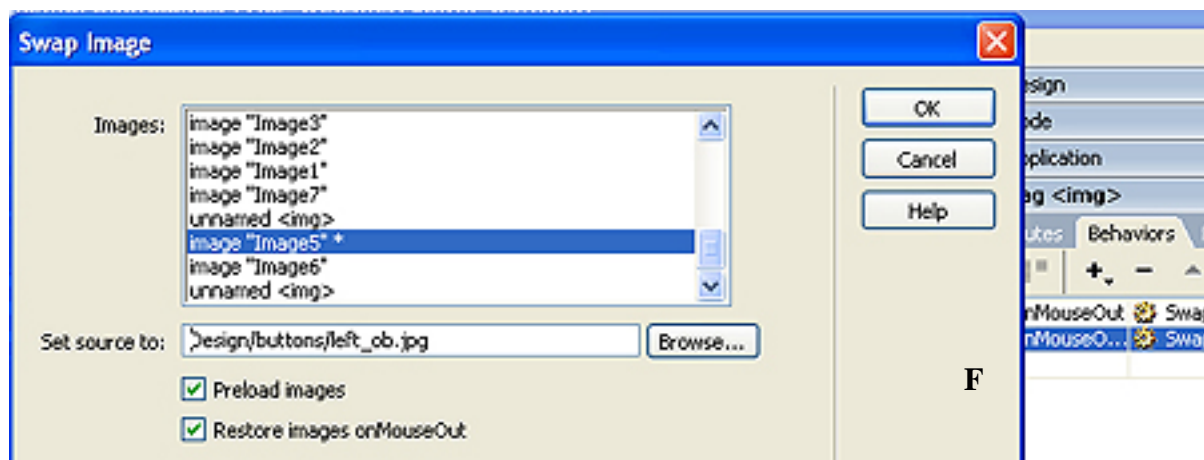 Swap Image
Images:
image "Image3"
image "Image2"
image "Image1"
image "Image7"
unnamed <img>
image "Image5" *
image "Image6"
unnamed <img>
Set source to:
Design/buttons/left_ob.jpg
Browse...
Preload images
Restore images onMouseOut
OK
Cancel
Help
F
esign
ode
pplication
ag <img>
utes
Behaviors
nMouseOut Swap
nMouseO... Swap